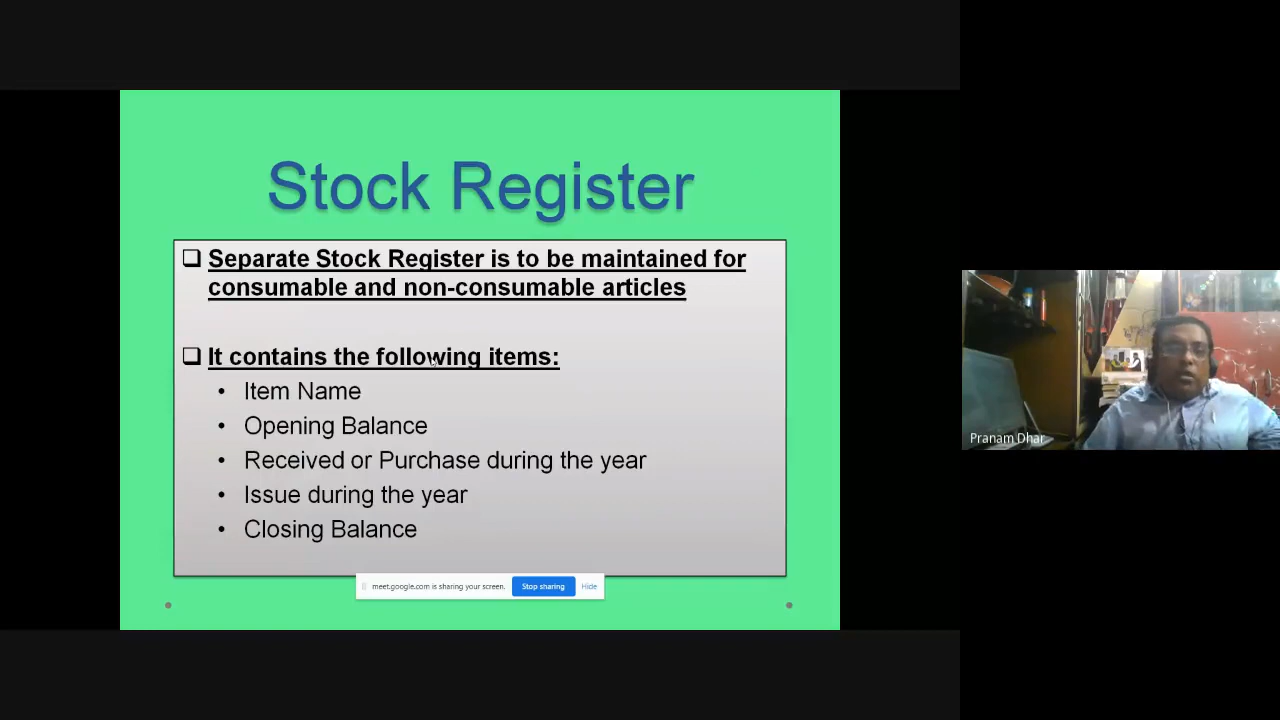 Stock Register
❑ Separate Stock Register is to be maintained for
consumable and non-consumable articles
❑ It contains the following items:
• Item Name
• Opening Balance
• Received or Purchase during the year
• Issue during the year
• Closing Balance
meet.google.com is sharing your screen. Stop sharing Hide
Pranam Dhar